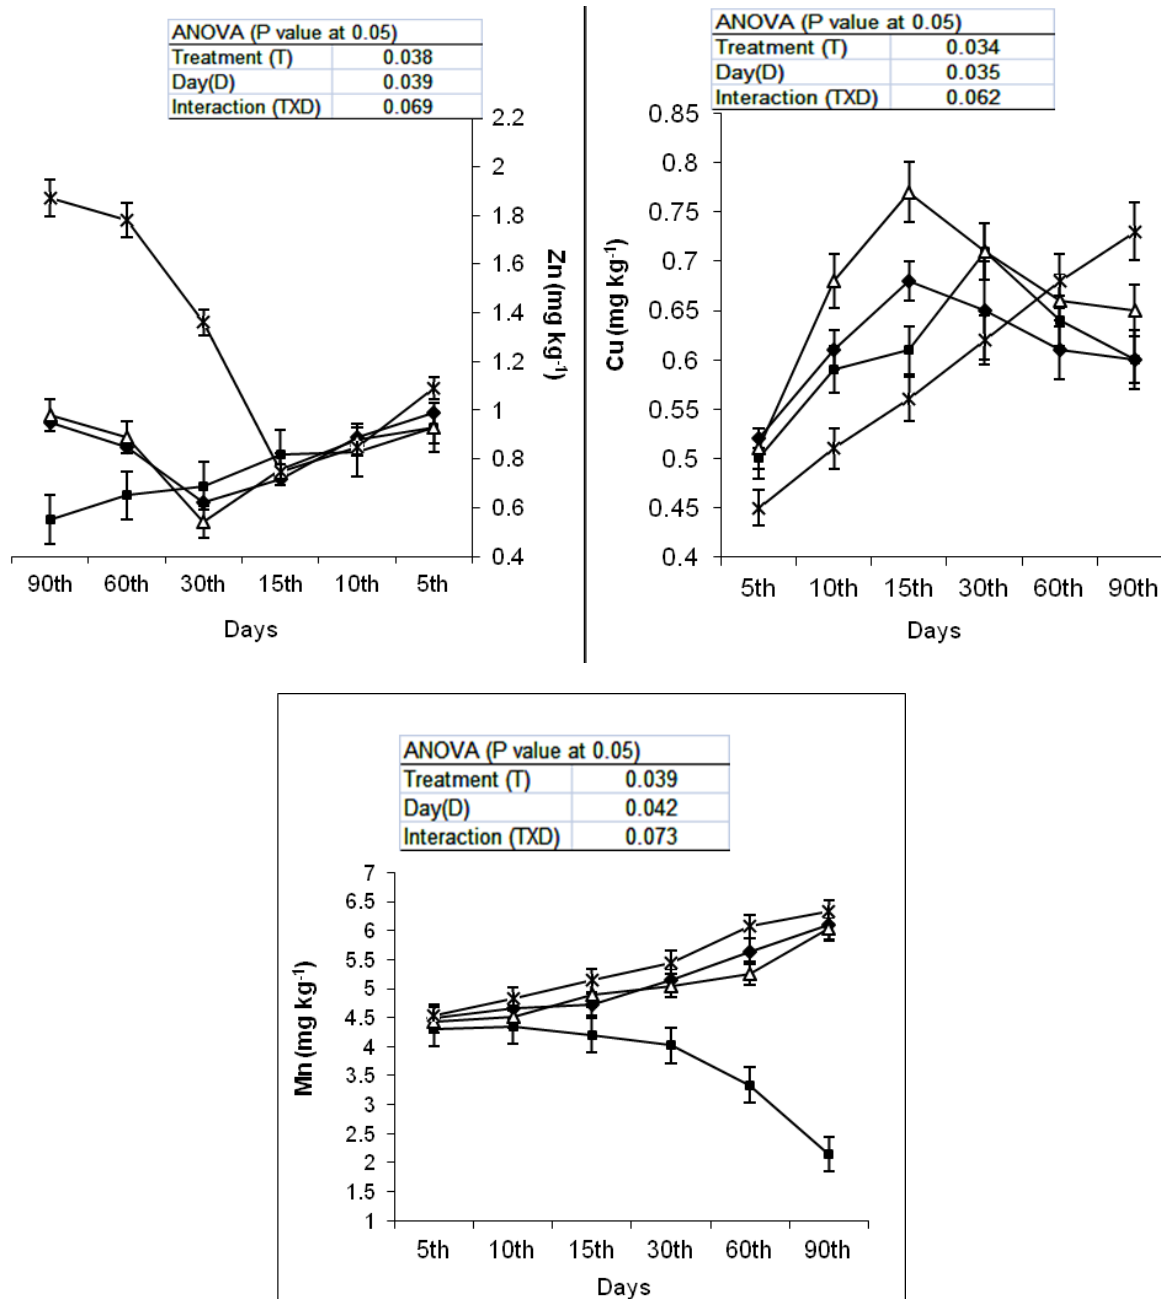 ANOVA (P value at 0.05)
Treatment (T) 0.038
Day(D) 0.039
Interaction (TXD) 0.069
2.2
2
1.8
1.6
1.4
1.2
1
0.8
0.6
0.4
Zn (mg kg-1)
90th 60th 30th 15th 10th 5th
Days
ANOVA (P value at 0.05)
Treatment (T) 0.034
Day(D) 0.035
Interaction (TXD) 0.062
0.85
0.8
0.75
0.7
0.65
0.6
0.55
0.5
0.45
0.4
Cu (mg kg-1)
5th 10th 15th 30th 60th 90th
Days
ANOVA (P value at 0.05)
Treatment (T) 0.039
Day(D) 0.042
Interaction (TXD) 0.073
7
6.5
6
5.5
5
4.5
4
3.5
3
2.5
2
1.5
1
Mn (mg kg-1)
5th 10th 15th 30th 60th 90th
Days